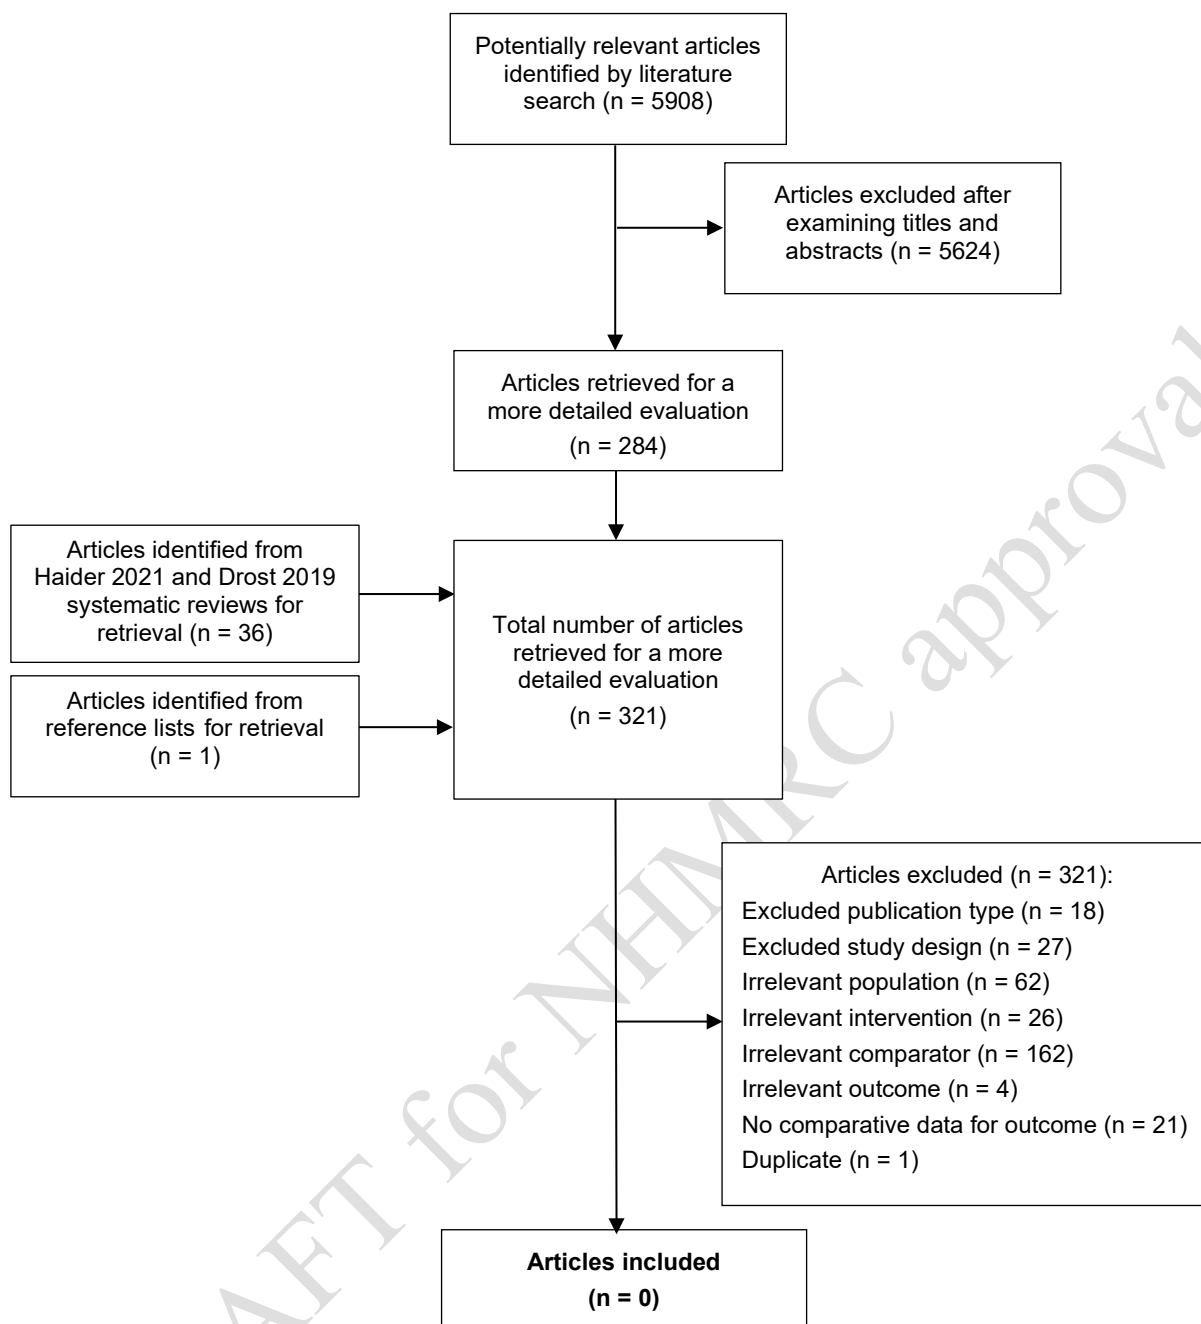 Potentially relevant articles
identified by literature
search (n = 5908)
Articles excluded after
examining titles and
abstracts (n = 5624)
Articles retrieved for a
more detailed evaluation
(n = 284)
Articles identified from
Haider 2021 and Drost 2019
systematic reviews for
retrieval (n = 36)
Total number of articles
retrieved for a more
detailed evaluation
(n = 321)
Articles identified from
reference lists for retrieval
(n = 1)
Articles excluded (n = 321):
Excluded publication type (n = 18)
Excluded study design (n = 27)
Irrelevant population (n = 62)
Irrelevant intervention (n = 26)
Irrelevant comparator (n = 162)
Irrelevant outcome (n = 4)
No comparative data for outcome (n = 21)
Duplicate (n = 1)
Articles included
(n = 0)
AFT for NHMRC approval